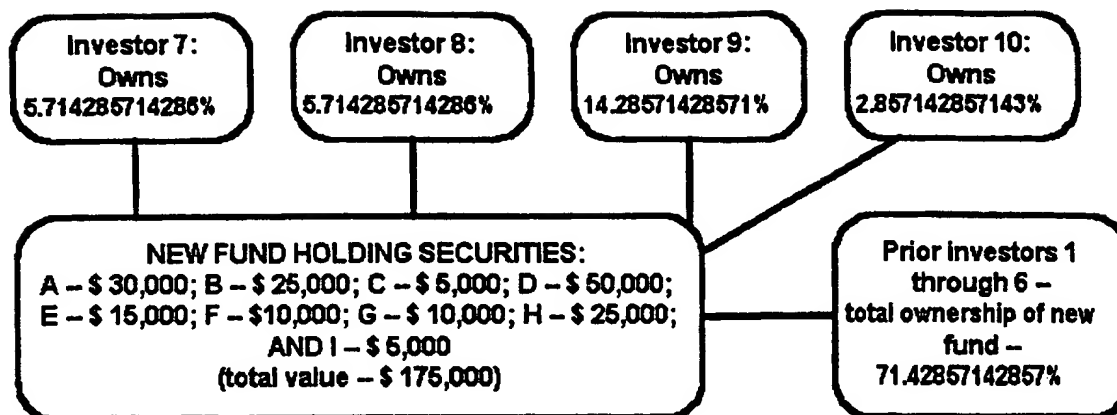 Investor 7:
Owns
5.714285714286%
Investor 8:
Owns
5.714285714286%
Investor 9:
Owns
14.28571428571%
Investor 10:
Owns
2.857142857143%
NEW FUND HOLDING SECURITIES:
A – $ 30,000; B – $ 25,000; C – $ 5,000; D – $ 50,000;
E – $ 15,000; F – $10,000; G – $ 10,000; H – $ 25,000;
AND I – $ 5,000
(total value – $ 175,000)
Prior investors 1
through 6 –
total ownership of new
fund –
71.42857142857%